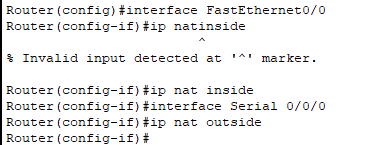 Router(config)#interface FastEthernet0/0
Router(config-if)#ip natinside
^
% Invalid input detected at '^' marker.
Router(config-if)#ip nat inside
Router(config-if)#interface Serial 0/0/0
Router(config-if)#ip nat outside
Router(config-if)#